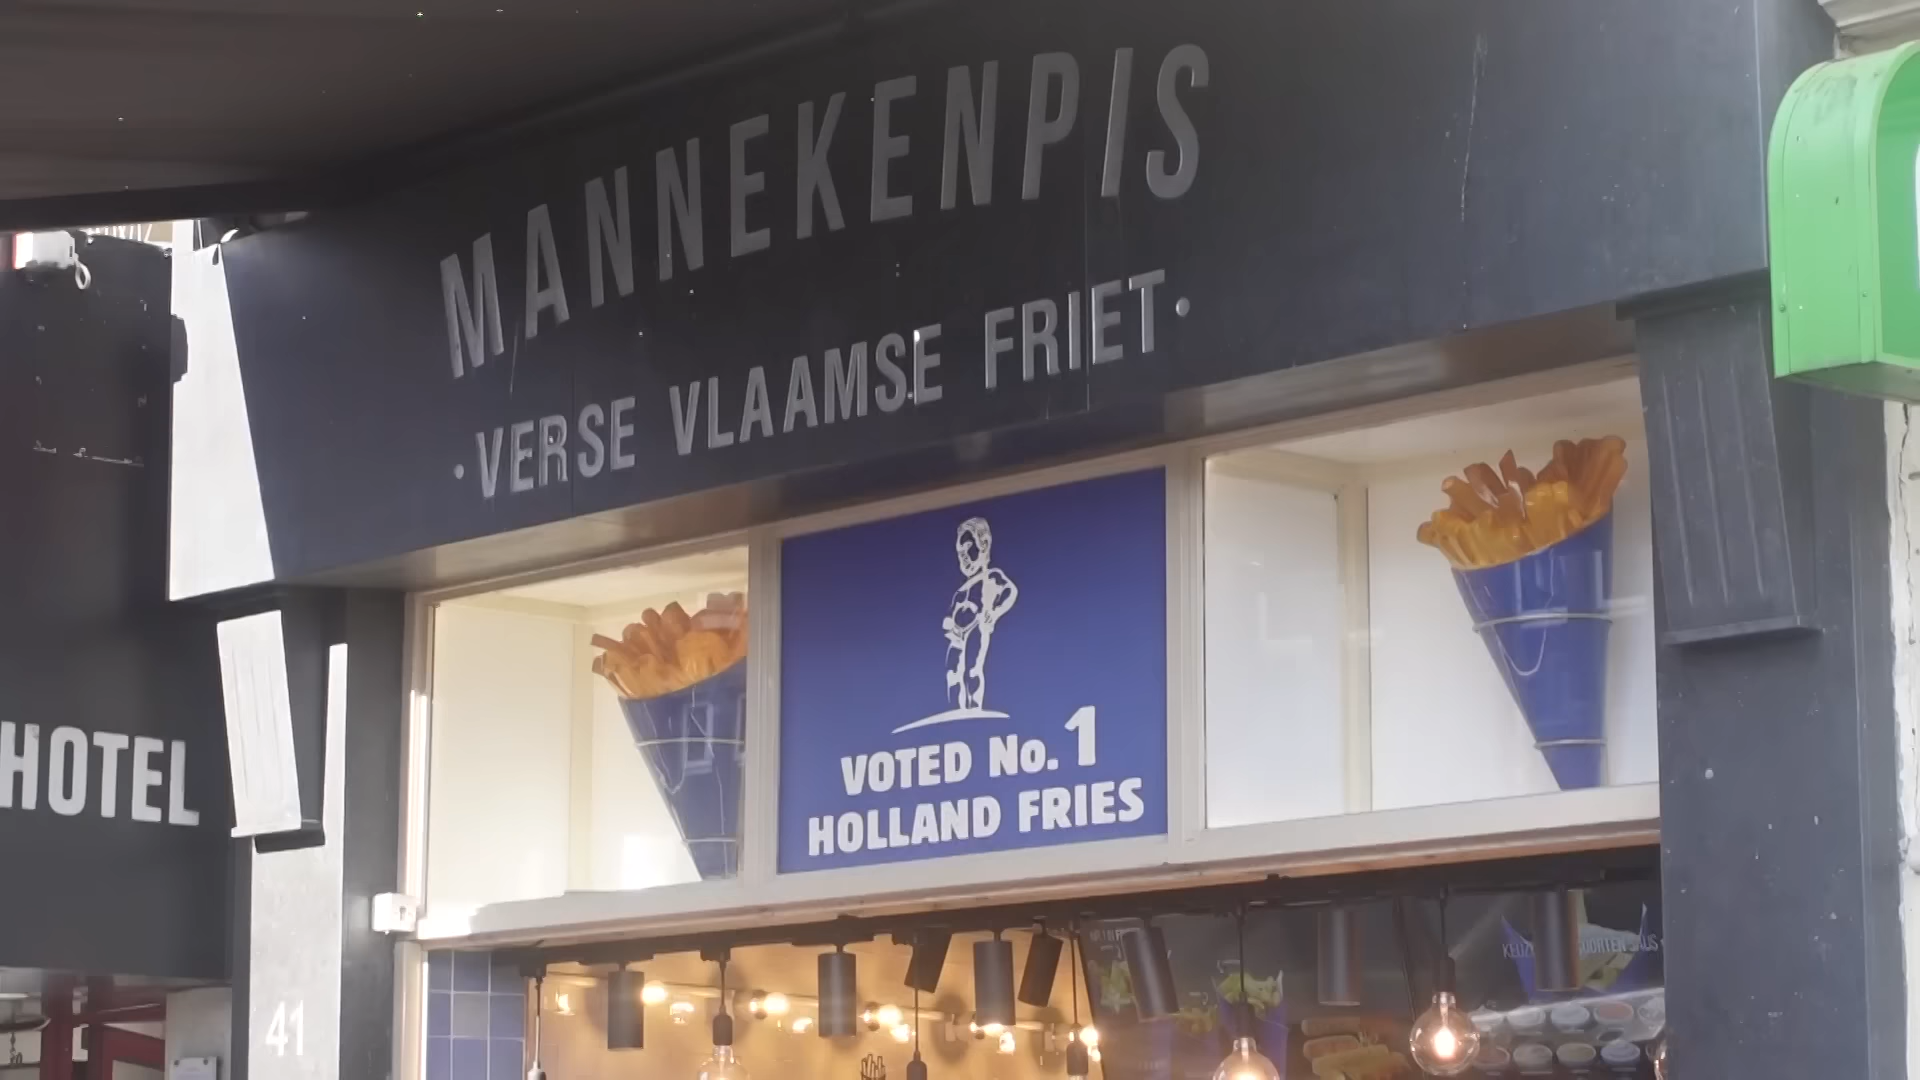 MANNEKENPIS
·VERSE VLAAMSE FRIET·
VOTED No. 1
HOLLAND FRIES
HOTEL
41